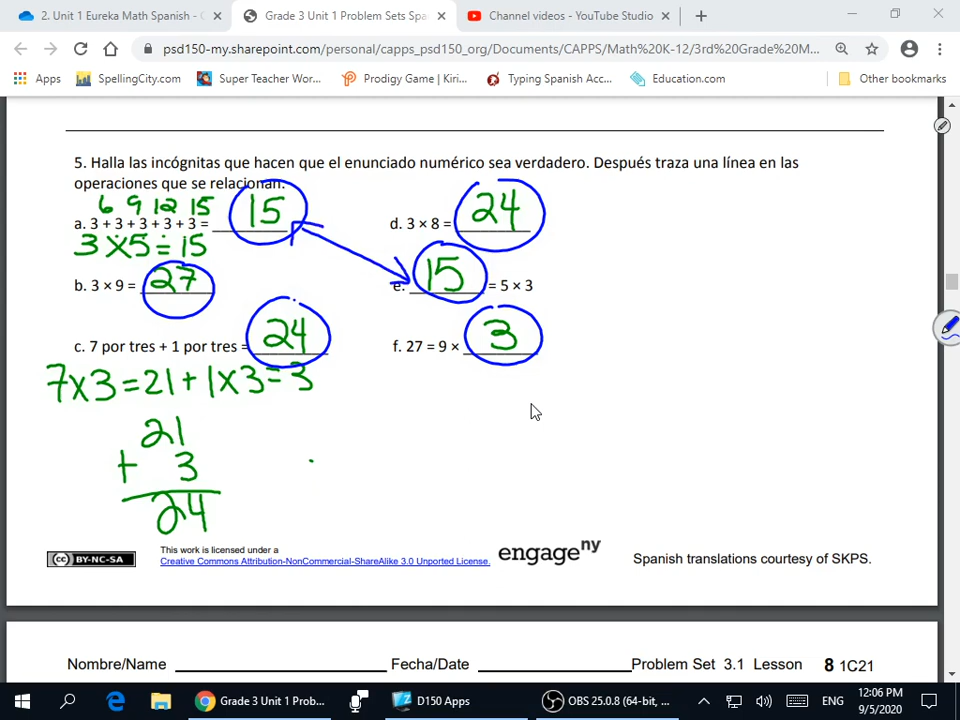 2. Unit 1 Eureka Math Spanish - C
Grade 3 Unit 1 Problem Sets Spa
Channel videos - YouTube Studio
psd150-my.sharepoint.com/personal/capps_psd150_org/Documents/CAPPS/Math%20K-12/3rd%20Grade%20M...
Apps SpellingCity.com Super Teacher Wor... Prodigy Game | Kiri... Typing Spanish Acc... Education.com Other bookmarks
5. Halla las incógnitas que hacen que el enunciado numérico sea verdadero. Después traza una línea en las
operaciones que se relacionan.
6 9 12 15
a. 3 + 3 + 3 + 3 + 3 = 15
3 × 5 = 15
d. 3 × 8 = 24
b. 3 × 9 = 27
e. 15 = 5 × 3
c. 7 por tres + 1 por tres = 24
f. 27 = 9 × 3
7x3=21+1x3=3
21
+ 3
24
cc BY-NC-SA
This work is licensed under a
Creative Commons Attribution-NonCommercial-ShareAlike 3.0 Unported License.
engage ny
Spanish translations courtesy of SKPS.
Nombre/Name Fecha/Date Problem Set 3.1 Lesson 8 1C21
Grade 3 Unit 1 Prob... D150 Apps OBS 25.0.8 (64-bit, ... ENG
12:06 PM
9/5/2020